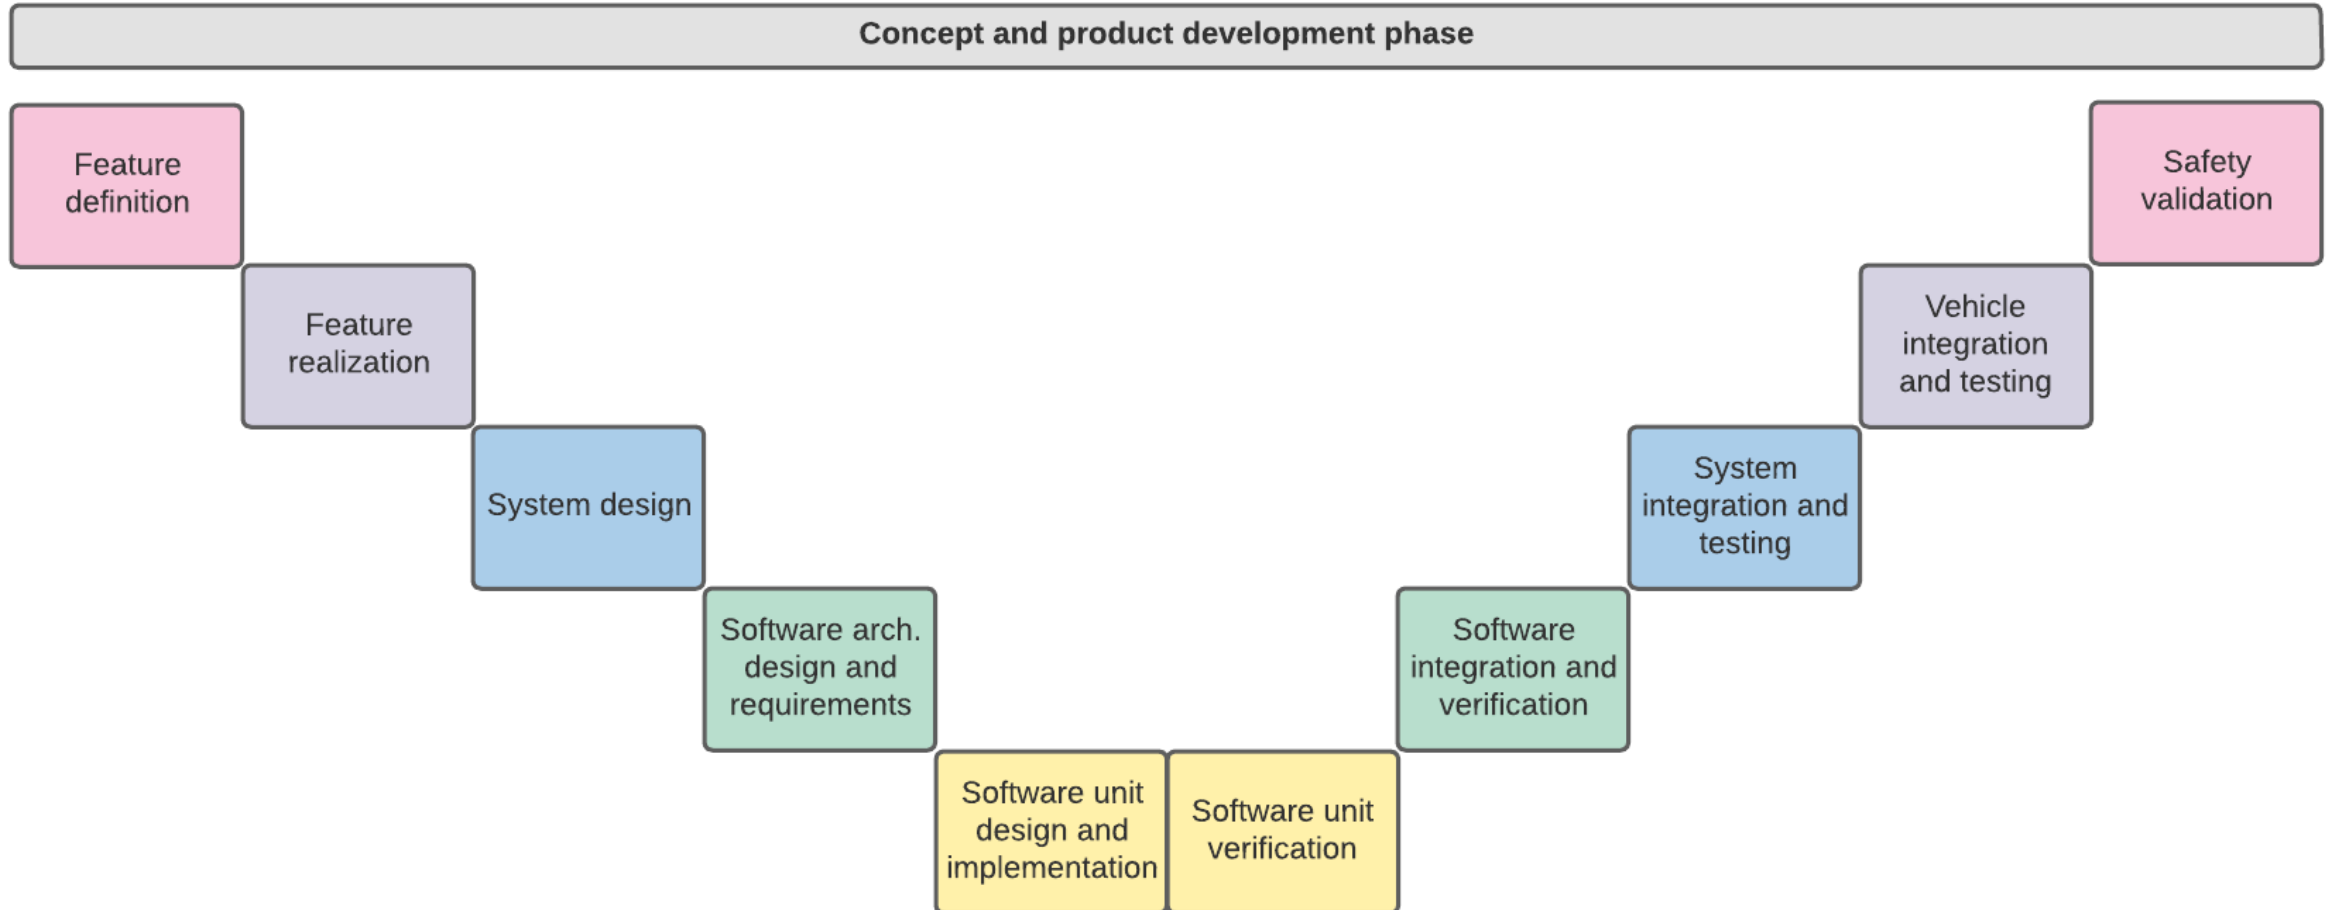 Concept and product development phase
Feature
definition
Safety
validation
Feature
realization
Vehicle
integration
and testing
System design
System
integration and
testing
Software arch.
design and
requirements
Software
integration and
verification
Software unit
design and
implementation
Software unit
verification